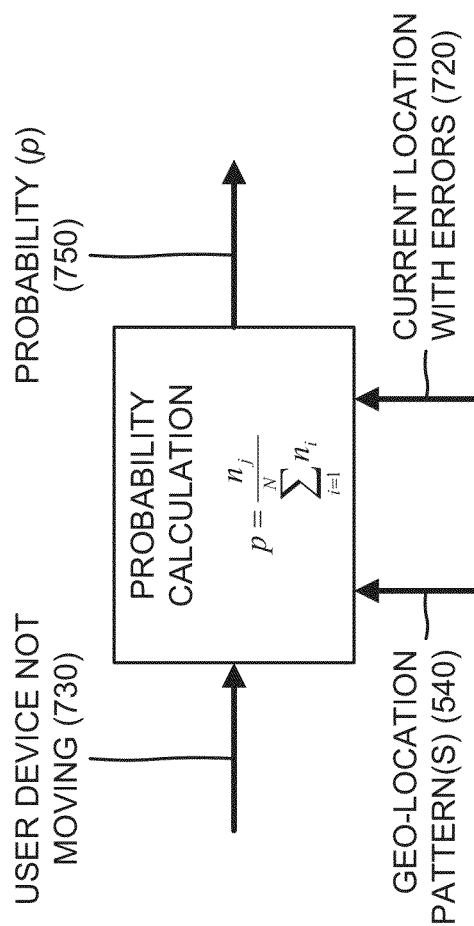 USER DEVICE NOT
MOVING (730)
PROBABILITY (p)
(750)
PROBABILITY
CALCULATION
p = n_j / \sum_{i=1}^{N} n_i
GEO-LOCATION
PATTERN(S) (540)
CURRENT LOCATION
WITH ERRORS (720)